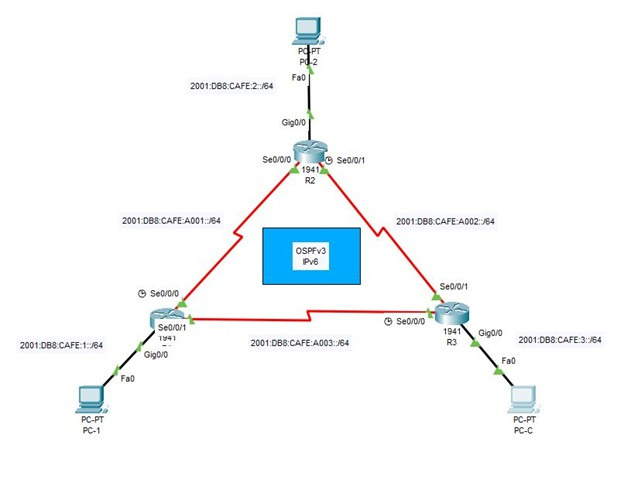 PC-PT
PC-2
Fa0
2001:DB8:CAFE:2::/64
Gig0/0
Se0/0/0
Se0/0/1
1941
R2
2001:DB8:CAFE:A001::/64
2001:DB8:CAFE:A002::/64
OSPFv3
IPv6
Se0/0/0
Se0/0/1
Se0/0/1
Se0/0/0
1941
1941
R3
Gig0/0
2001:DB8:CAFE:A003::/64
2001:DB8:CAFE:3::/64
2001:DB8:CAFE:1::/64
Gig0/0
Fa0
Fa0
PC-PT
PC-1
PC-PT
PC-C